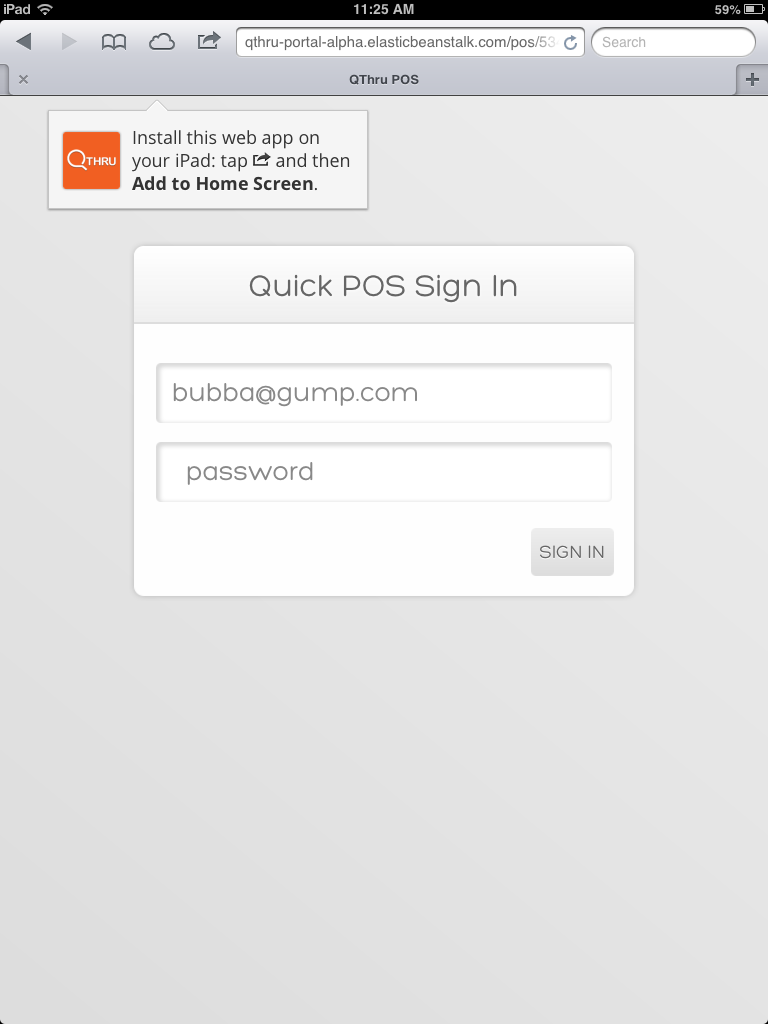 iPad 11:25 AM 59%
qthru-portal-alpha.elasticbeanstalk.com/pos/53 Search
QThru POS
QTHRU
Install this web app on
your iPad: tap and then
Add to Home Screen.
Quick POS Sign In
bubba@gump.com
password
SIGN IN